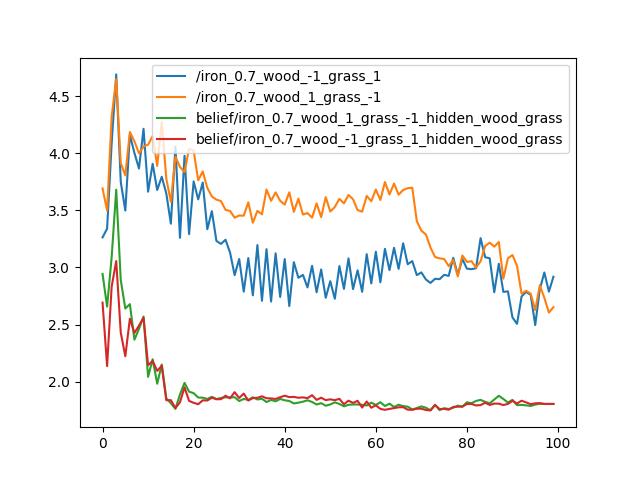 /iron_0.7_wood_-1_grass_1
/iron_0.7_wood_1_grass_-1
belief/iron_0.7_wood_1_grass_-1_hidden_wood_grass
belief/iron_0.7_wood_-1_grass_1_hidden_wood_grass
4.5
4.0
3.5
3.0
2.5
2.0
0 20 40 60 80 100